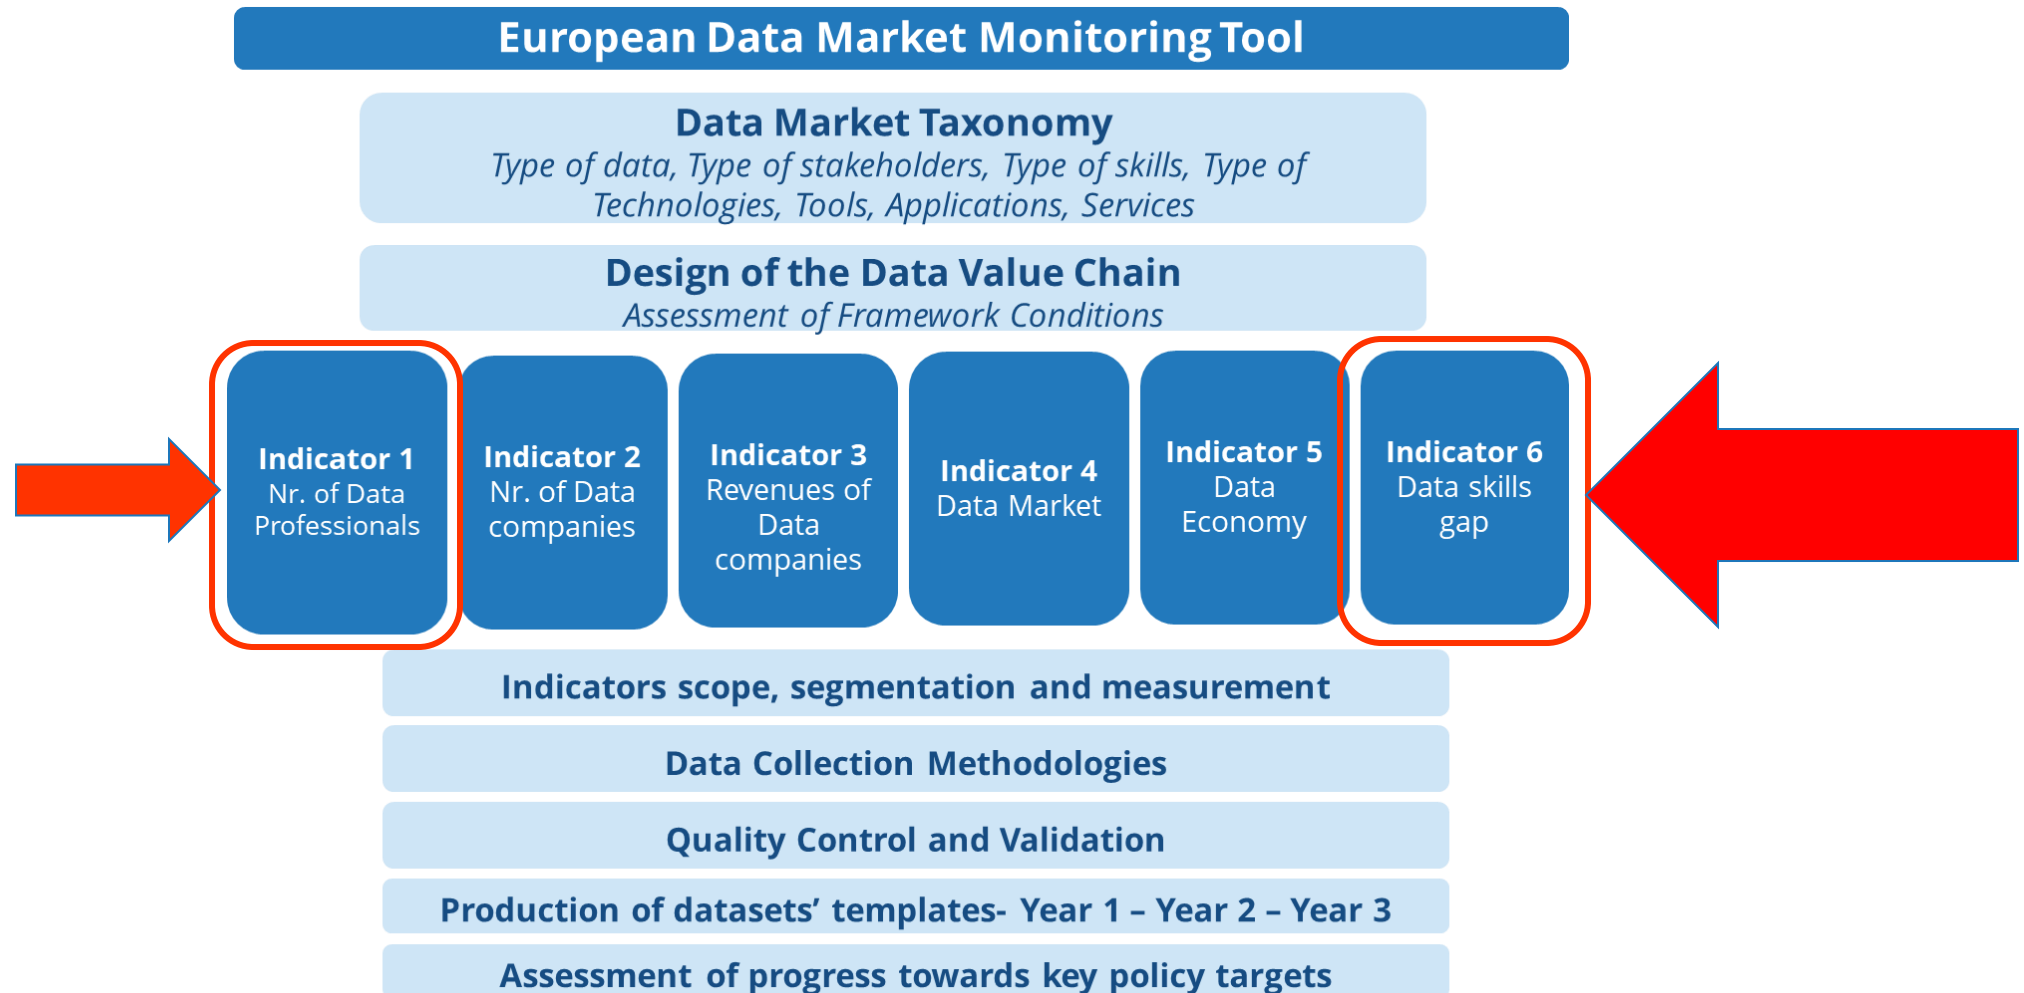 European Data Market Monitoring Tool
Data Market Taxonomy
Type of data, Type of stakeholders, Type of skills, Type of
Technologies, Tools, Applications, Services
Design of the Data Value Chain
Assessment of Framework Conditions
Indicator 1
Nr. of Data
Professionals
Indicator 2
Nr. of Data
companies
Indicator 3
Revenues of
Data
companies
Indicator 4
Data Market
Indicator 5
Data
Economy
Indicator 6
Data skills
gap
Indicators scope, segmentation and measurement
Data Collection Methodologies
Quality Control and Validation
Production of datasets’ templates- Year 1 – Year 2 – Year 3
Assessment of progress towards key policy targets